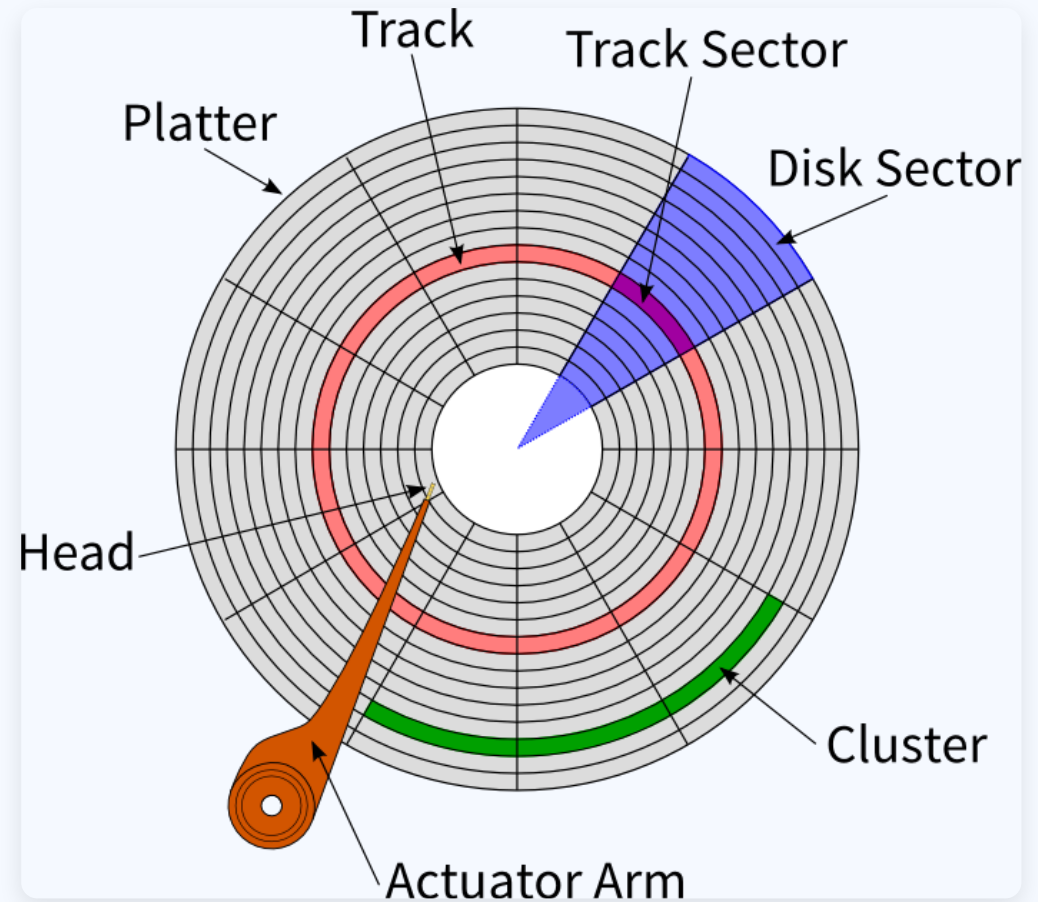 Track
Track Sector
Platter
Disk Sector
Head
Cluster
Actuator Arm